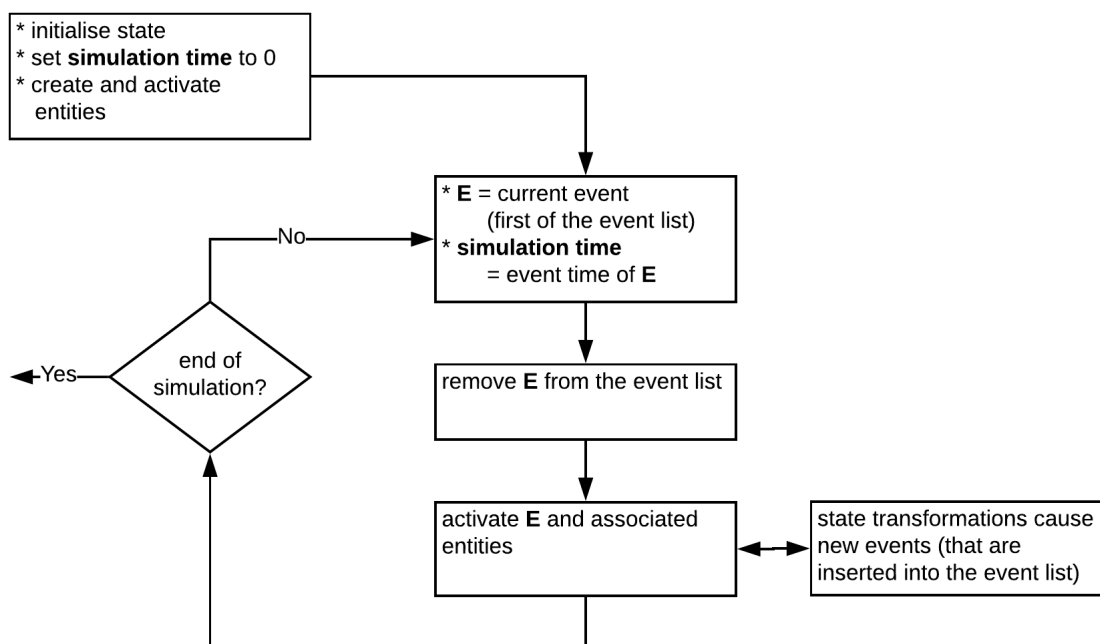 * initialise state
* set simulation time to 0
* create and activate
entities
* E = current event
(first of the event list)
* simulation time
= event time of E
No
end of
simulation?
Yes
remove E from the event list
activate E and associated
entities
state transformations cause
new events (that are
inserted into the event list)